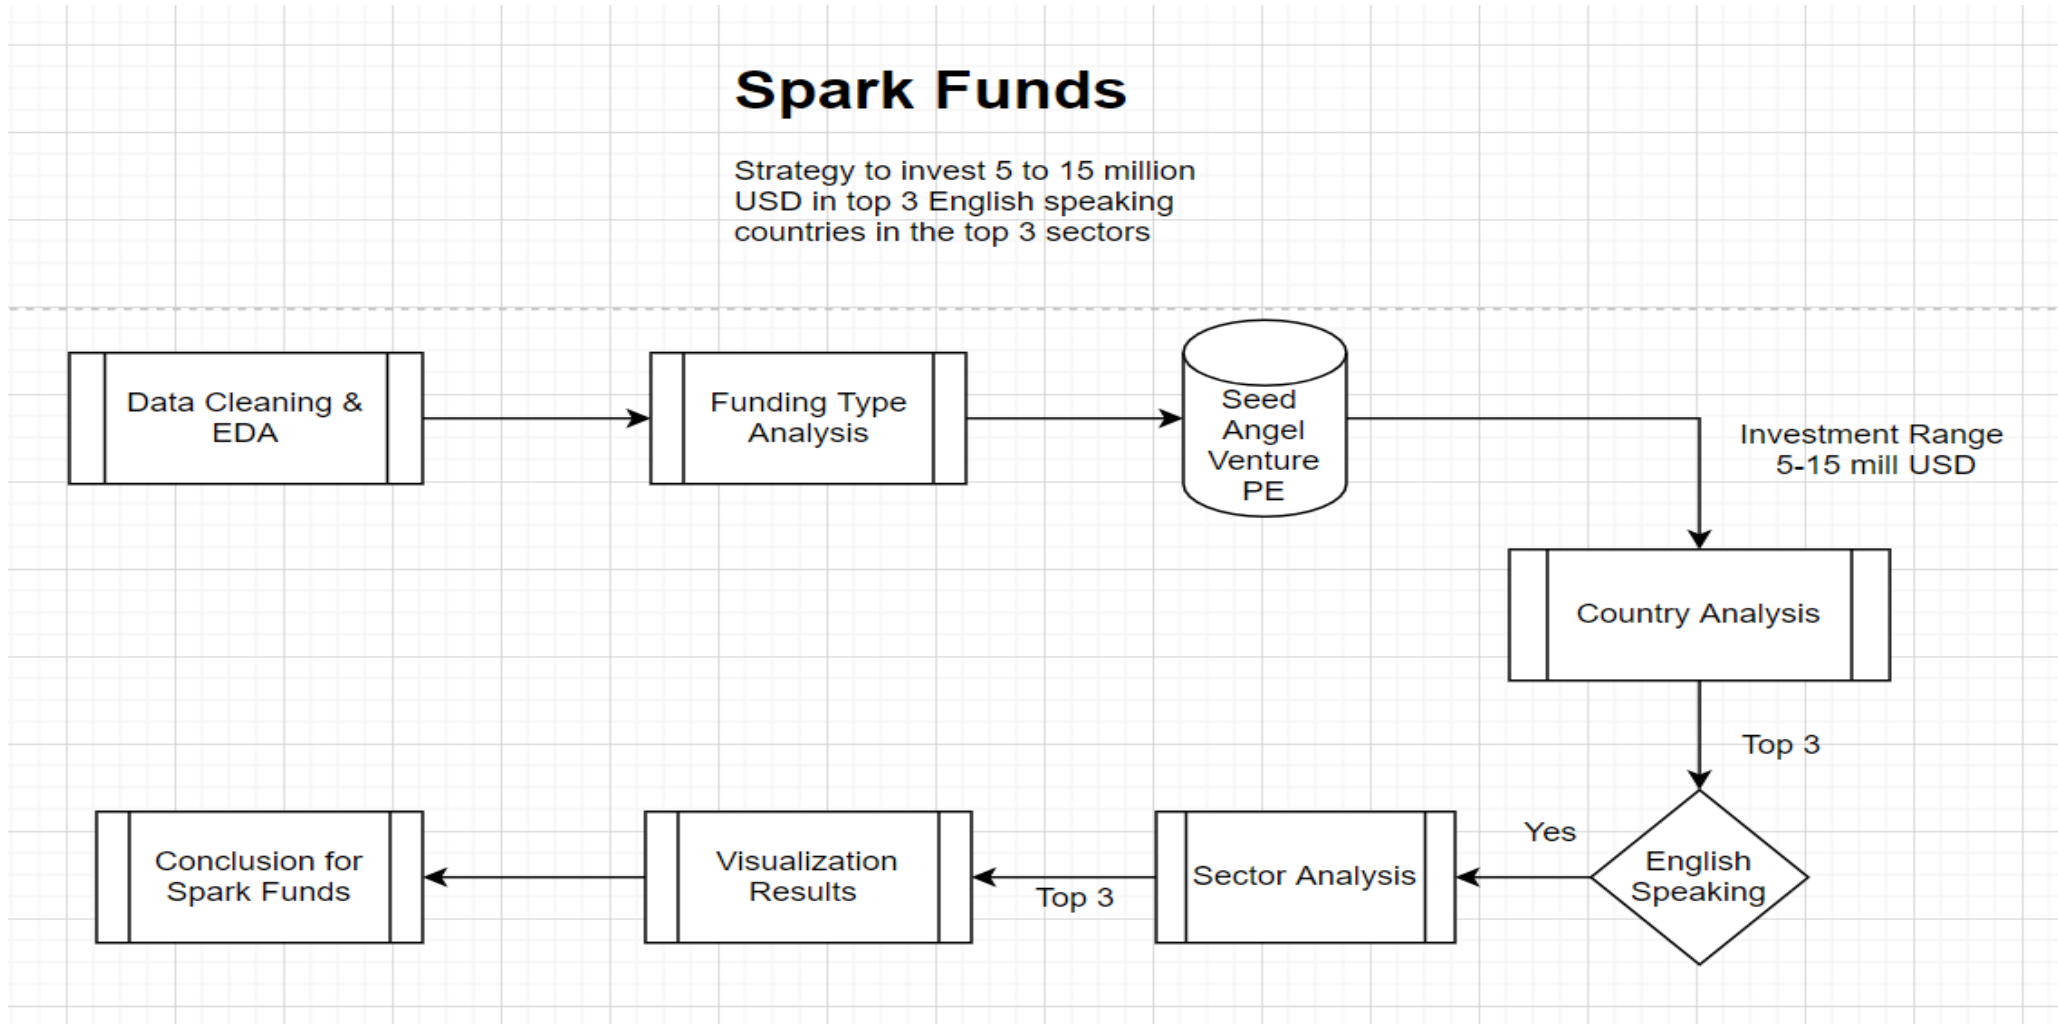 Spark Funds
Strategy to invest 5 to 15 million
USD in top 3 English speaking
countries in the top 3 sectors
Data Cleaning &
EDA
Funding Type
Analysis
Seed
Angel
Venture
PE
Investment Range
5-15 mill USD
Country Analysis
Top 3
English
Speaking
Yes
Sector Analysis
Top 3
Visualization
Results
Conclusion for
Spark Funds